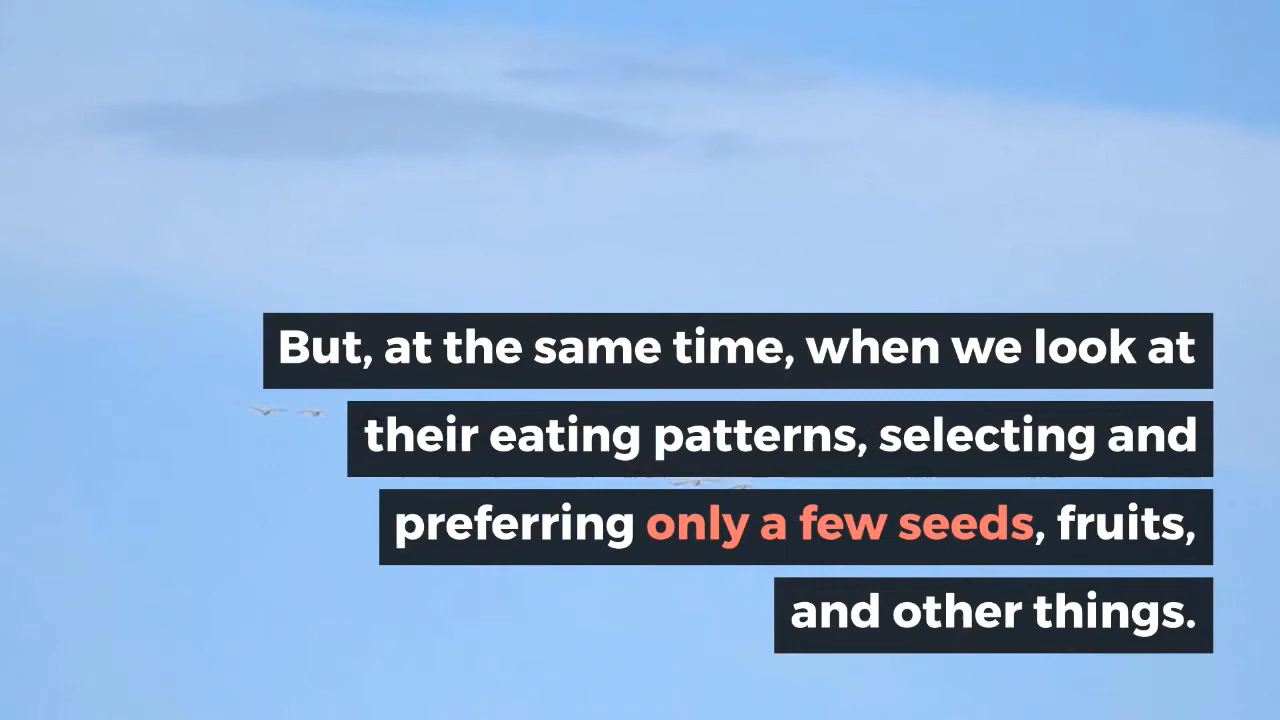 But, at the same time, when we look at
their eating patterns, selecting and
preferring only a few seeds, fruits,
and other things.